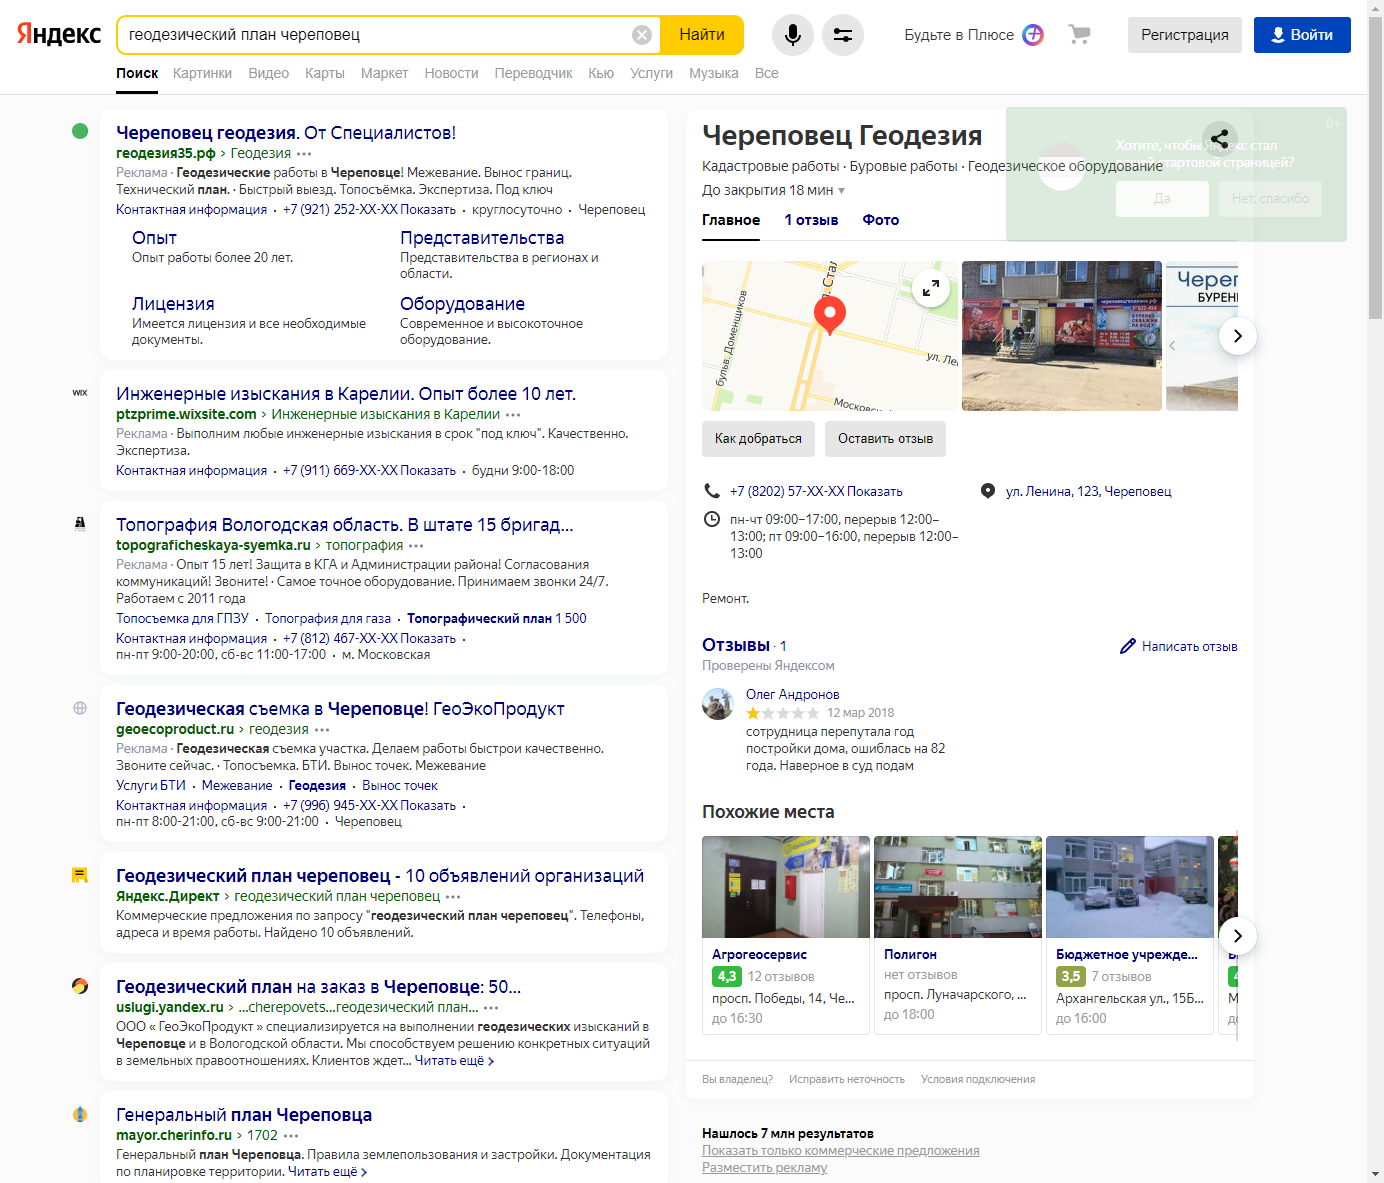 Яндекс
геодезический план череповец
Найти
Будьте в Плюсе
Регистрация
Войти
Поиск Картинки Видео Карты Маркет Новости Переводчик Кью Услуги Музыка Все
Череповец геодезия. От Специалистов!
геодезия35.рф › Геодезия
Реклама · Геодезические работы в Череповце! Межевание. Вынос границ.
Технический план. · Быстрый выезд. Топосъёмка. Экспертиза. Под ключ
Контактная информация · +7 (921) 252-XX-XX Показать · круглосуточно · Череповец
Опыт
Опыт работы более 20 лет.
Представительства
Представительства в регионах и
области.
Лицензия
Имеется лицензия и все необходимые
документы.
Оборудование
Современное и высокоточное
оборудование.
WIX
Инженерные изыскания в Карелии. Опыт более 10 лет.
ptzprime.wixsite.com › Инженерные изыскания в Карелии
Реклама · Выполним любые инженерные изыскания в срок "под ключ". Качественно.
Экспертиза.
Контактная информация · +7 (911) 669-XX-XX Показать · будни 9:00-18:00
Топография Вологодская область. В штате 15 бригад...
topograficheskaya-syemka.ru › топография
Реклама · Опыт 15 лет! Защита в КГА и Администрации района! Согласования
коммуникаций! Звоните! · Самое точное оборудование. Принимаем звонки 24/7.
Работаем с 2011 года
Топосъемка для ГПЗУ · Топография для газа · Топографический план 1 500
Контактная информация · +7 (812) 467-XX-XX Показать ·
пн-пт 9:00-20:00, сб-вс 11:00-17:00 · м. Московская
Геодезическая съемка в Череповце! ГеоЭкоПродукт
geoecoproduct.ru › геодезия
Реклама · Геодезическая съемка участка. Делаем работы быстрои качественно.
Звоните сейчас. · Топосъемка. БТИ. Вынос точек. Межевание
Услуги БТИ · Межевание · Геодезия · Вынос точек
Контактная информация · +7 (996) 945-XX-XX Показать ·
пн-пт 8:00-21:00, сб-вс 9:00-21:00 · Череповец
Геодезический план череповец - 10 объявлений организаций
Яндекс.Директ › геодезический план череповец
Коммерческие предложения по запросу "геодезический план череповец". Телефоны,
адреса и время работы. Найдено 10 объявлений.
Геодезический план на заказ в Череповце: 50...
uslugi.yandex.ru › ...cherepovets...геодезический план...
ООО « ГеоЭкоПродукт » специализируется на выполнении геодезических изысканий в
Череповце и в Вологодской области. Мы способствуем решению конкретных ситуаций
в земельных правоотношениях. Клиентов ждет... Читать ещё ›
Генеральный план Череповца
mayor.cherinfo.ru › 1702
Генеральный план Череповца. Правила землепользования и застройки. Документация
по планировке территории. Читать ещё ›
Череповец Геодезия
Кадастровые работы · Буровые работы · Геодезическое оборудование
До закрытия 18 мин
0+
Хотите, чтобы Яндекс стал
стартовой страницей?
Да
Нет, спасибо
Главное 1 отзыв Фото
бульв. Доменщиков
л. Стал
ул. Ле
Московс
Череп
БУРЕНИ
Как добраться
Оставить отзыв
+7 (8202) 57-XX-XX Показать
ул. Ленина, 123, Череповец
пн-чт 09:00–17:00, перерыв 12:00–
13:00; пт 09:00–16:00, перерыв 12:00–
13:00
Ремонт.
Отзывы · 1
Написать отзыв
Проверены Яндексом
Олег Андронов
12 мар 2018
сотрудница перепутала год
постройки дома, ошиблась на 82
года. Наверное в суд подам
Похожие места
Агрогеосервис
4,3 12 отзывов
просп. Победы, 14, Че...
до 16:30
Полигон
нет отзывов
просп. Луначарского, ...
до 18:00
Бюджетное учрежде...
3,5 7 отзывов
Архангельская ул., 15Б...
до 16:00
Вы владелец? Исправить неточность Условия подключения
Нашлось 7 млн результатов
Показать только коммерческие предложения
Разместить рекламу